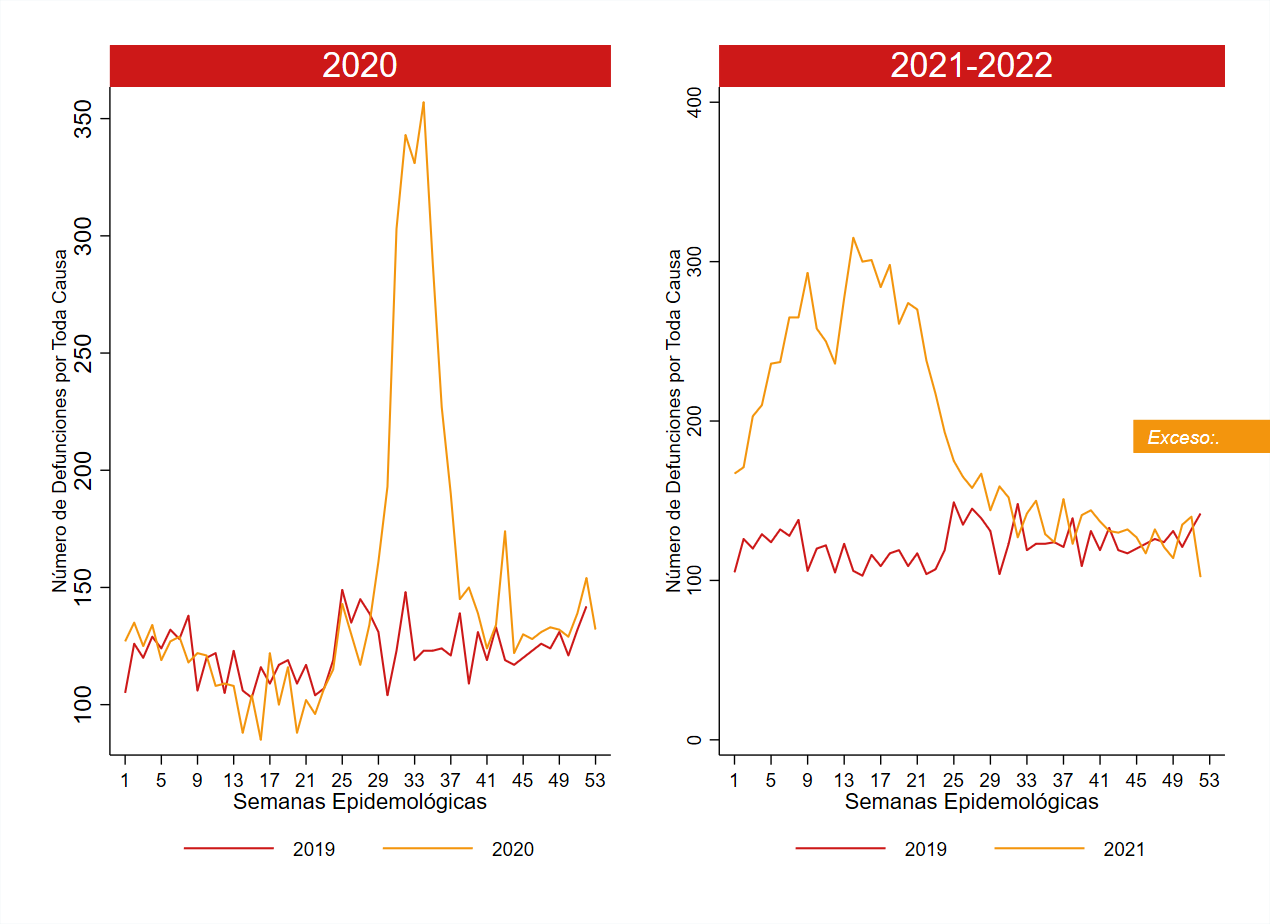 2020
Número de Defunciones por Toda Causa
350
300
250
200
150
100
1 5 9 13 17 21 25 29 33 37 41 45 49 53
Semanas Epidemológicas
2019 2020
2021-2022
Número de Defunciones por Toda Causa
400
300
200
100
0
Exceso:.
1 5 9 13 17 21 25 29 33 37 41 45 49 53
Semanas Epidemológicas
2019 2021